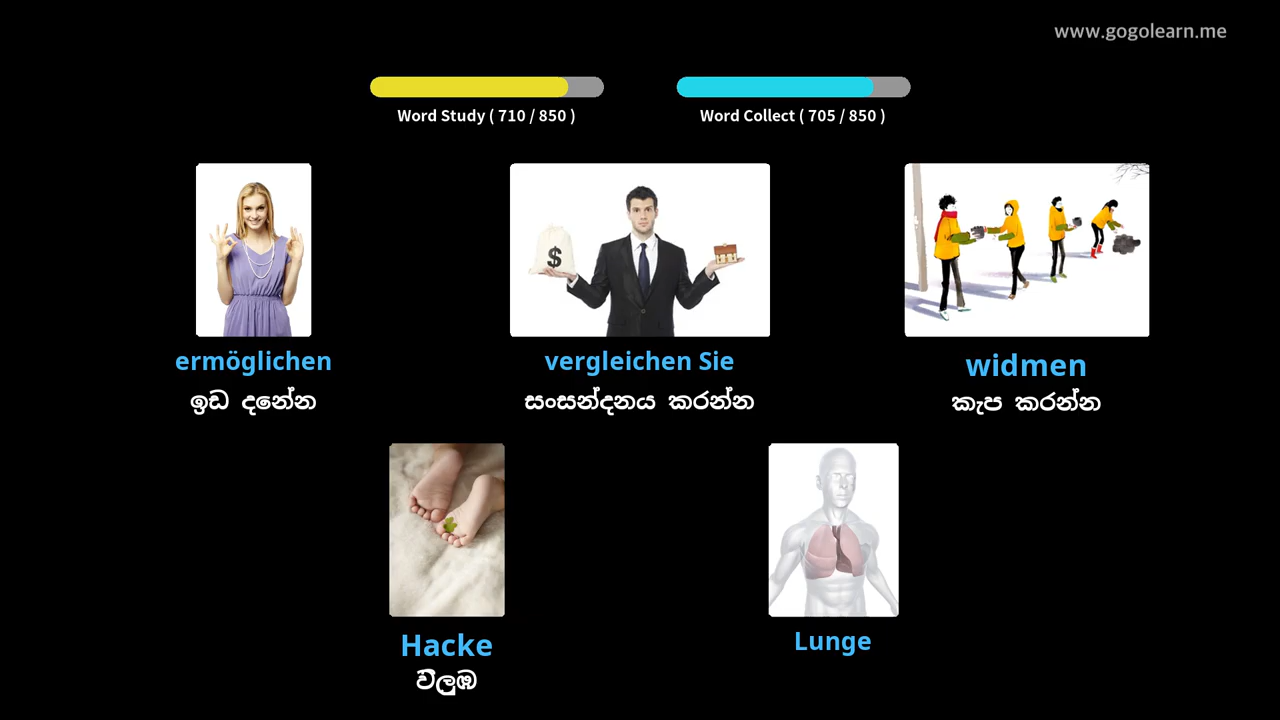 www.gogolearn.me
Word Study ( 710 / 850 )
Word Collect ( 705 / 850 )
$
ermöglichen
ඉඩ දෙන්න
vergleichen Sie
සංසන්දනය කරන්න
widmen
කැප කරන්න
Hacke
විලුඹ
Lunge